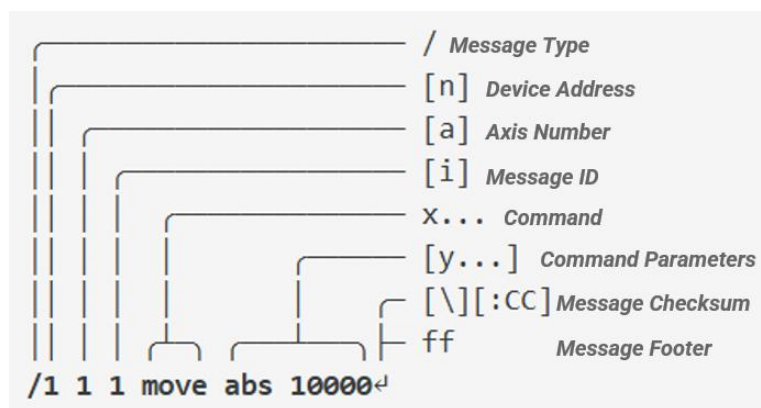 / Message Type
[n] Device Address
[a] Axis Number
[i] Message ID
x... Command
[y...] Command Parameters
[\][:CC] Message Checksum
ff Message Footer
/1 1 1 move abs 10000↵